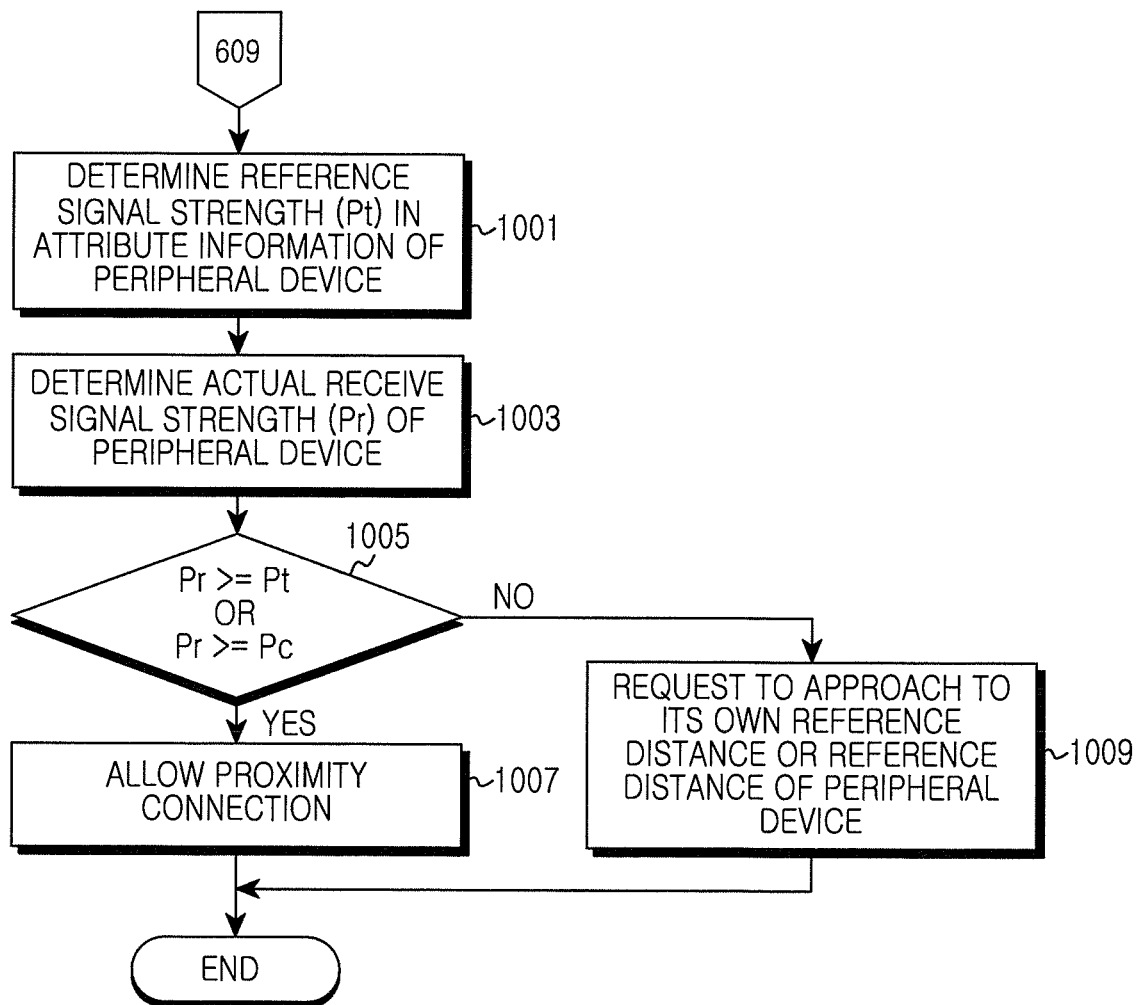 609
DETERMINE REFERENCE
SIGNAL STRENGTH (Pt) IN
ATTRIBUTE INFORMATION OF
PERIPHERAL DEVICE
1001
DETERMINE ACTUAL RECEIVE
SIGNAL STRENGTH (Pr) OF
PERIPHERAL DEVICE
1003
1005
Pr >= Pt
OR
Pr >= Pc
NO
YES
ALLOW PROXIMITY
CONNECTION
1007
REQUEST TO APPROACH TO
ITS OWN REFERENCE
DISTANCE OR REFERENCE
DISTANCE OF PERIPHERAL
DEVICE
1009
END